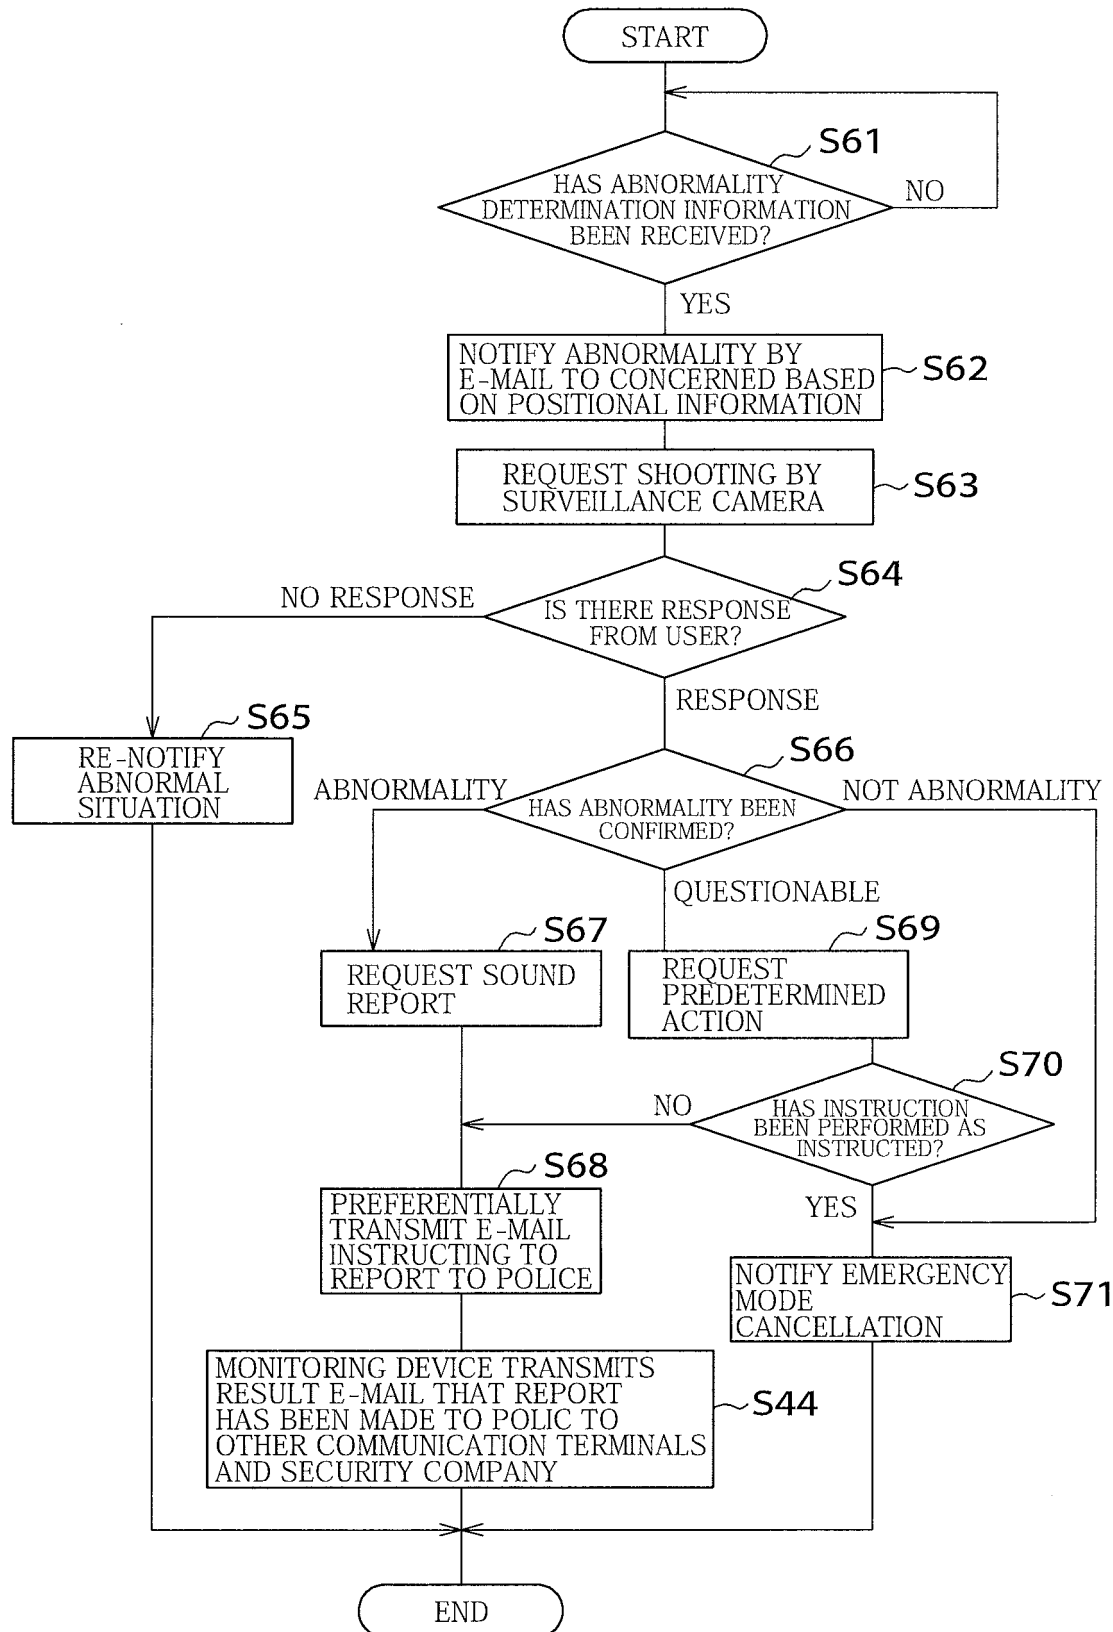 START
S61
HAS ABNORMALITY
DETERMINATION INFORMATION
BEEN RECEIVED?
NO
YES
NOTIFY ABNORMALITY BY
E-MAIL TO CONCERNED BASED
ON POSITIONAL INFORMATION
S62
REQUEST SHOOTING BY
SURVEILLANCE CAMERA
S63
S64
NO RESPONSE
IS THERE RESPONSE
FROM USER?
RESPONSE
S65
RE-NOTIFY
ABNORMAL
SITUATION
S66
ABNORMALITY
NOT ABNORMALITY
HAS ABNORMALITY BEEN
CONFIRMED?
QUESTIONABLE
S67
REQUEST SOUND
REPORT
S69
REQUEST
PREDETERMINED
ACTION
S70
NO
HAS INSTRUCTION
BEEN PERFORMED AS
INSTRUCTED?
YES
S68
PREFERENTIALLY
TRANSMIT E-MAIL
INSTRUCTING TO
REPORT TO POLICE
NOTIFY EMERGENCY
MODE
CANCELLATION
S71
MONITORING DEVICE TRANSMITS
RESULT E-MAIL THAT REPORT
HAS BEEN MADE TO POLIC TO
OTHER COMMUNICATION TERMINALS
AND SECURITY COMPANY
S44
END